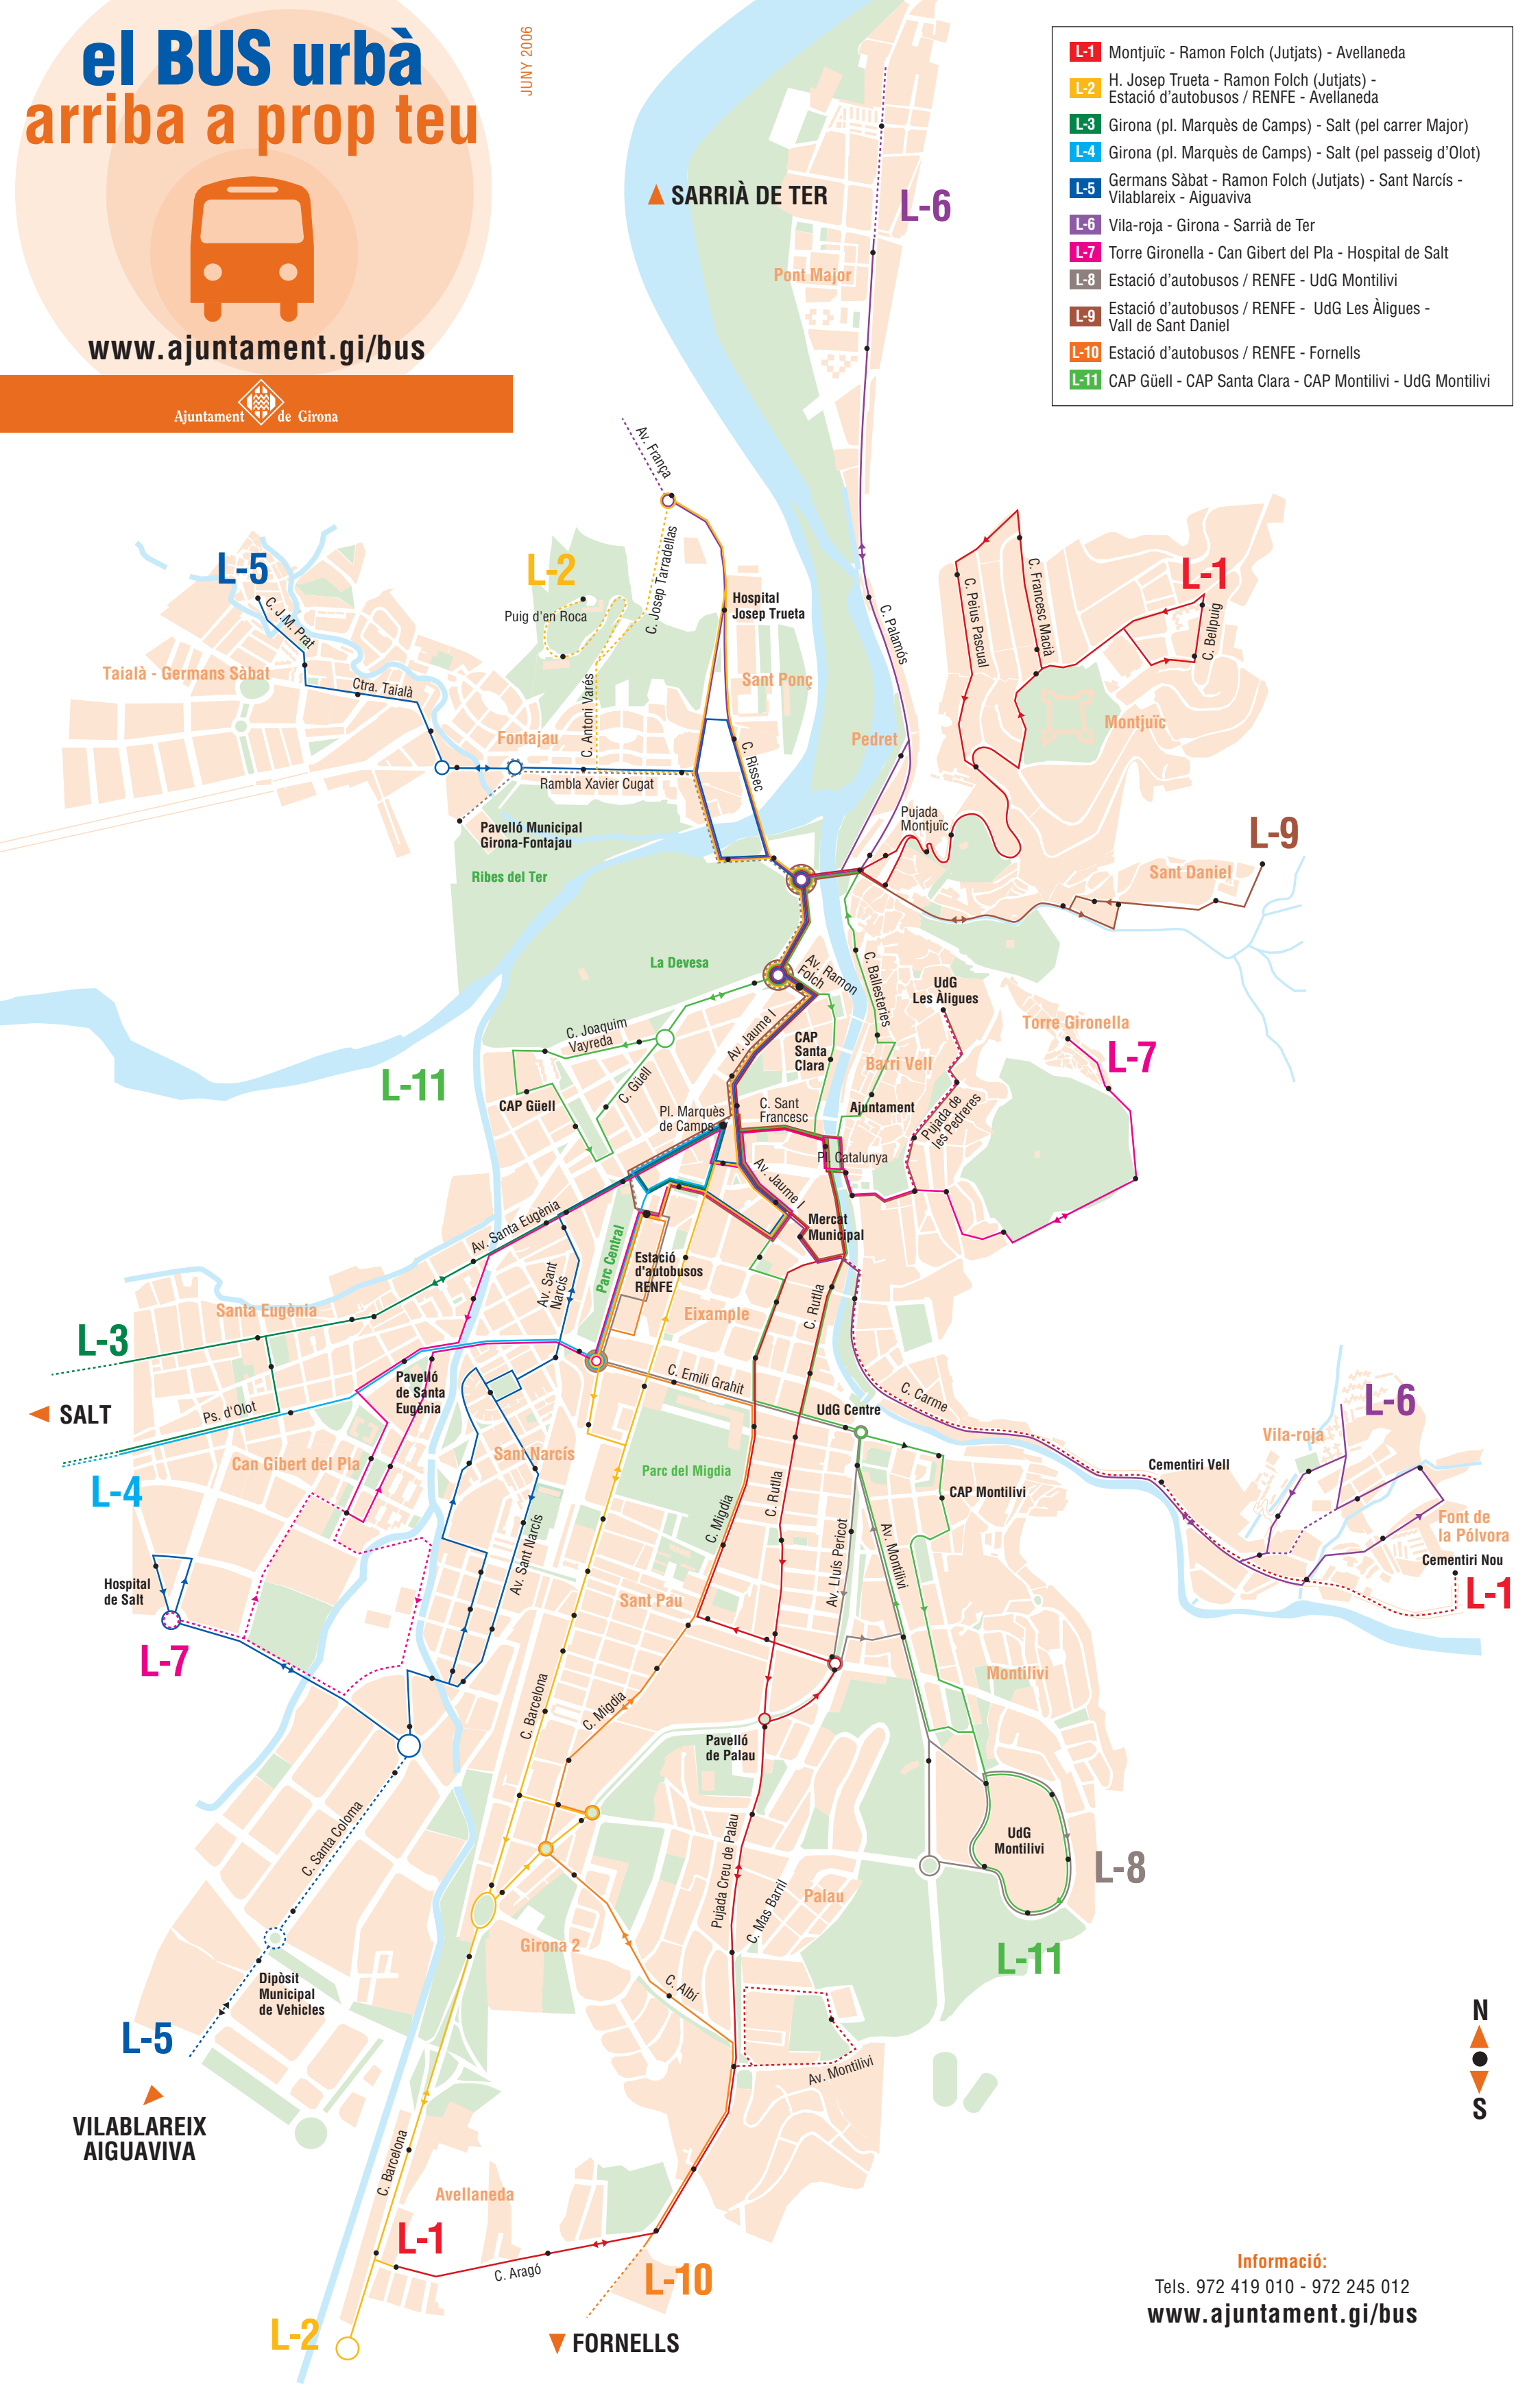 el BUS urbà
arriba a prop teu
www.ajuntament.gi/bus
Ajuntament de Girona
JUNY 2006
L-1 Montjuïc - Ramon Folch (Jutjats) - Avellaneda
L-2 H. Josep Trueta - Ramon Folch (Jutjats) -
Estació d'autobusos / RENFE - Avellaneda
L-3 Girona (pl. Marquès de Camps) - Salt (pel carrer Major)
L-4 Girona (pl. Marquès de Camps) - Salt (pel passeig d'Olot)
L-5 Germans Sàbat - Ramon Folch (Jutjats) - Sant Narcís -
Vilablareix - Aiguaviva
L-6 Vila-roja - Girona - Sarrià de Ter
L-7 Torre Gironella - Can Gibert del Pla - Hospital de Salt
L-8 Estació d'autobusos / RENFE - UdG Montilivi
L-9 Estació d'autobusos / RENFE - UdG Les Àligues -
Vall de Sant Daniel
L-10 Estació d'autobusos / RENFE - Fornells
L-11 CAP Güell - CAP Santa Clara - CAP Montilivi - UdG Montilivi
SARRIÀ DE TER
L-6
Pont Major
Av. França
C. Josep Tarradellas
L-5
C. J.M. Prat
L-2
Puig d'en Roca
Hospital
Josep Trueta
C. Palamós
C. Peius Pascual
C. Francesc Macià
L-1
C. Bellpuig
Taialà - Germans Sàbat
Ctra. Taialà
Sant Ponç
Fontajau
C. Antoni Varés
C. Rissec
Pedret
Montjuïc
Rambla Xavier Cugat
Pavelló Municipal
Girona-Fontajau
Pujada
Montjuïc
L-9
Sant Daniel
Ribes del Ter
La Devesa
Av. Ramon
Folch
C. Ballesteries
UdG
Les Àligues
Torre Gironella
L-7
C. Joaquim
Vayreda
Av. Jaume I
CAP
Santa
Clara
Barri Vell
L-11
CAP Güell
C. Güell
Pl. Marquès
de Camps
C. Sant
Francesc
Ajuntament
Pujada de
les Pedreres
Pl. Catalunya
Av. Jaume I
Mercat
Municipal
Av. Santa Eugènia
Av. Sant
Narcís
Parc Central
Estació
d'autobusos
RENFE
Santa Eugènia
Eixample
C. Rutlla
L-3
SALT
Ps. d'Olot
Pavelló
de Santa
Eugènia
C. Emili Grahit
UdG Centre
C. Carme
L-6
Vila-roja
L-4
Can Gibert del Pla
Sant Narcís
Parc del Migdia
Cementiri Vell
CAP Montilivi
Font de
la Pólvora
Cementiri Nou
L-1
C. Migdia
C. Rutlla
Av. Lluis Pericot
Av. Montilivi
Av. Sant Narcís
Hospital
de Salt
L-7
Sant Pau
Montilivi
C. Barcelona
C. Migdia
Pavelló
de Palau
C. Santa Coloma
Pujada Creu de Palau
C. Mas Barril
Palau
UdG
Montilivi
L-8
L-11
Girona 2
Dipòsit
Municipal
de Vehicles
L-5
C. Albí
Av. Montilivi
N
S
VILABLAREIX
AIGUAVIVA
C. Barcelona
Avellaneda
L-1
C. Aragó
L-10
L-2
FORNELLS
Informació:
Tels. 972 419 010 - 972 245 012
www.ajuntament.gi/bus